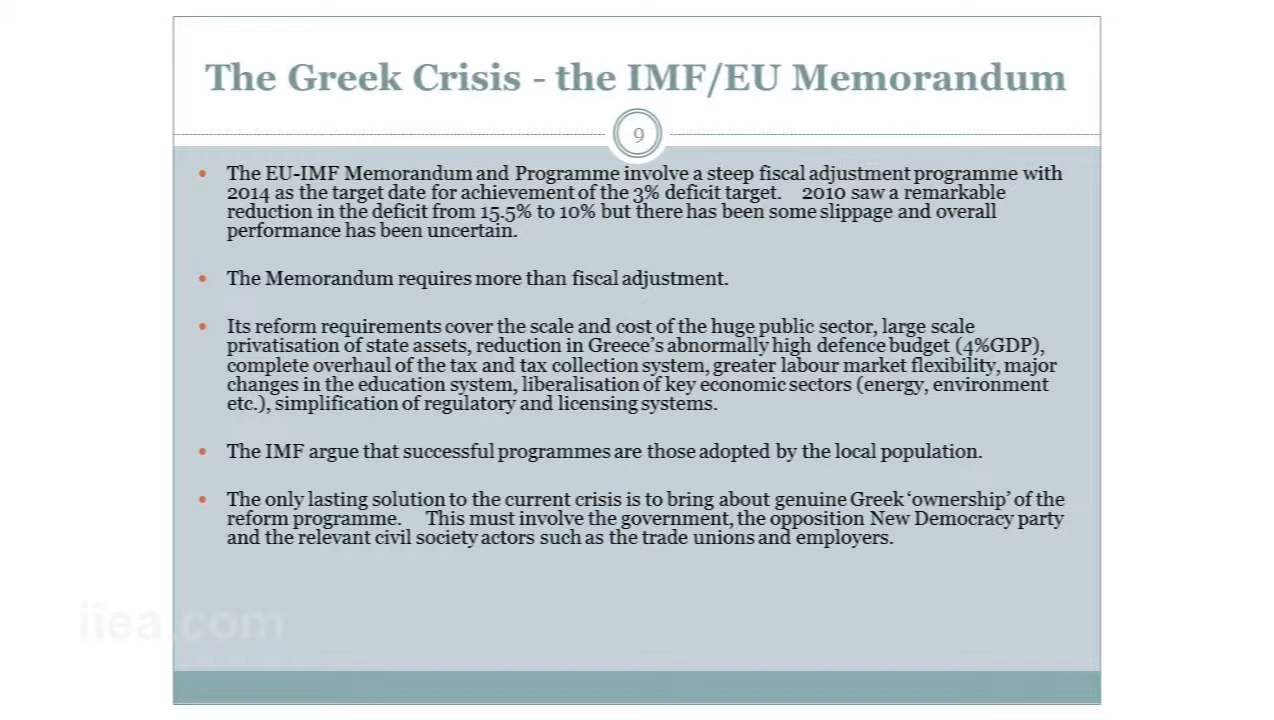 The Greek Crisis - the IMF/EU Memorandum
9
• The EU-IMF Memorandum and Programme involve a steep fiscal adjustment programme with
2014 as the target date for achievement of the 3% deficit target. 2010 saw a remarkable
reduction in the deficit from 15.5% to 10% but there has been some slippage and overall
performance has been uncertain.
• The Memorandum requires more than fiscal adjustment.
• Its reform requirements cover the scale and cost of the huge public sector, large scale
privatisation of state assets, reduction in Greece's abnormally high defence budget (4%GDP),
complete overhaul of the tax and tax collection system, greater labour market flexibility, major
changes in the education system, liberalisation of key economic sectors (energy, environment
etc.), simplification of regulatory and licensing systems.
• The IMF argue that successful programmes are those adopted by the local population.
• The only lasting solution to the current crisis is to bring about genuine Greek 'ownership' of the
reform programme. This must involve the government, the opposition New Democracy party
and the relevant civil society actors such as the trade unions and employers.
iiea.com